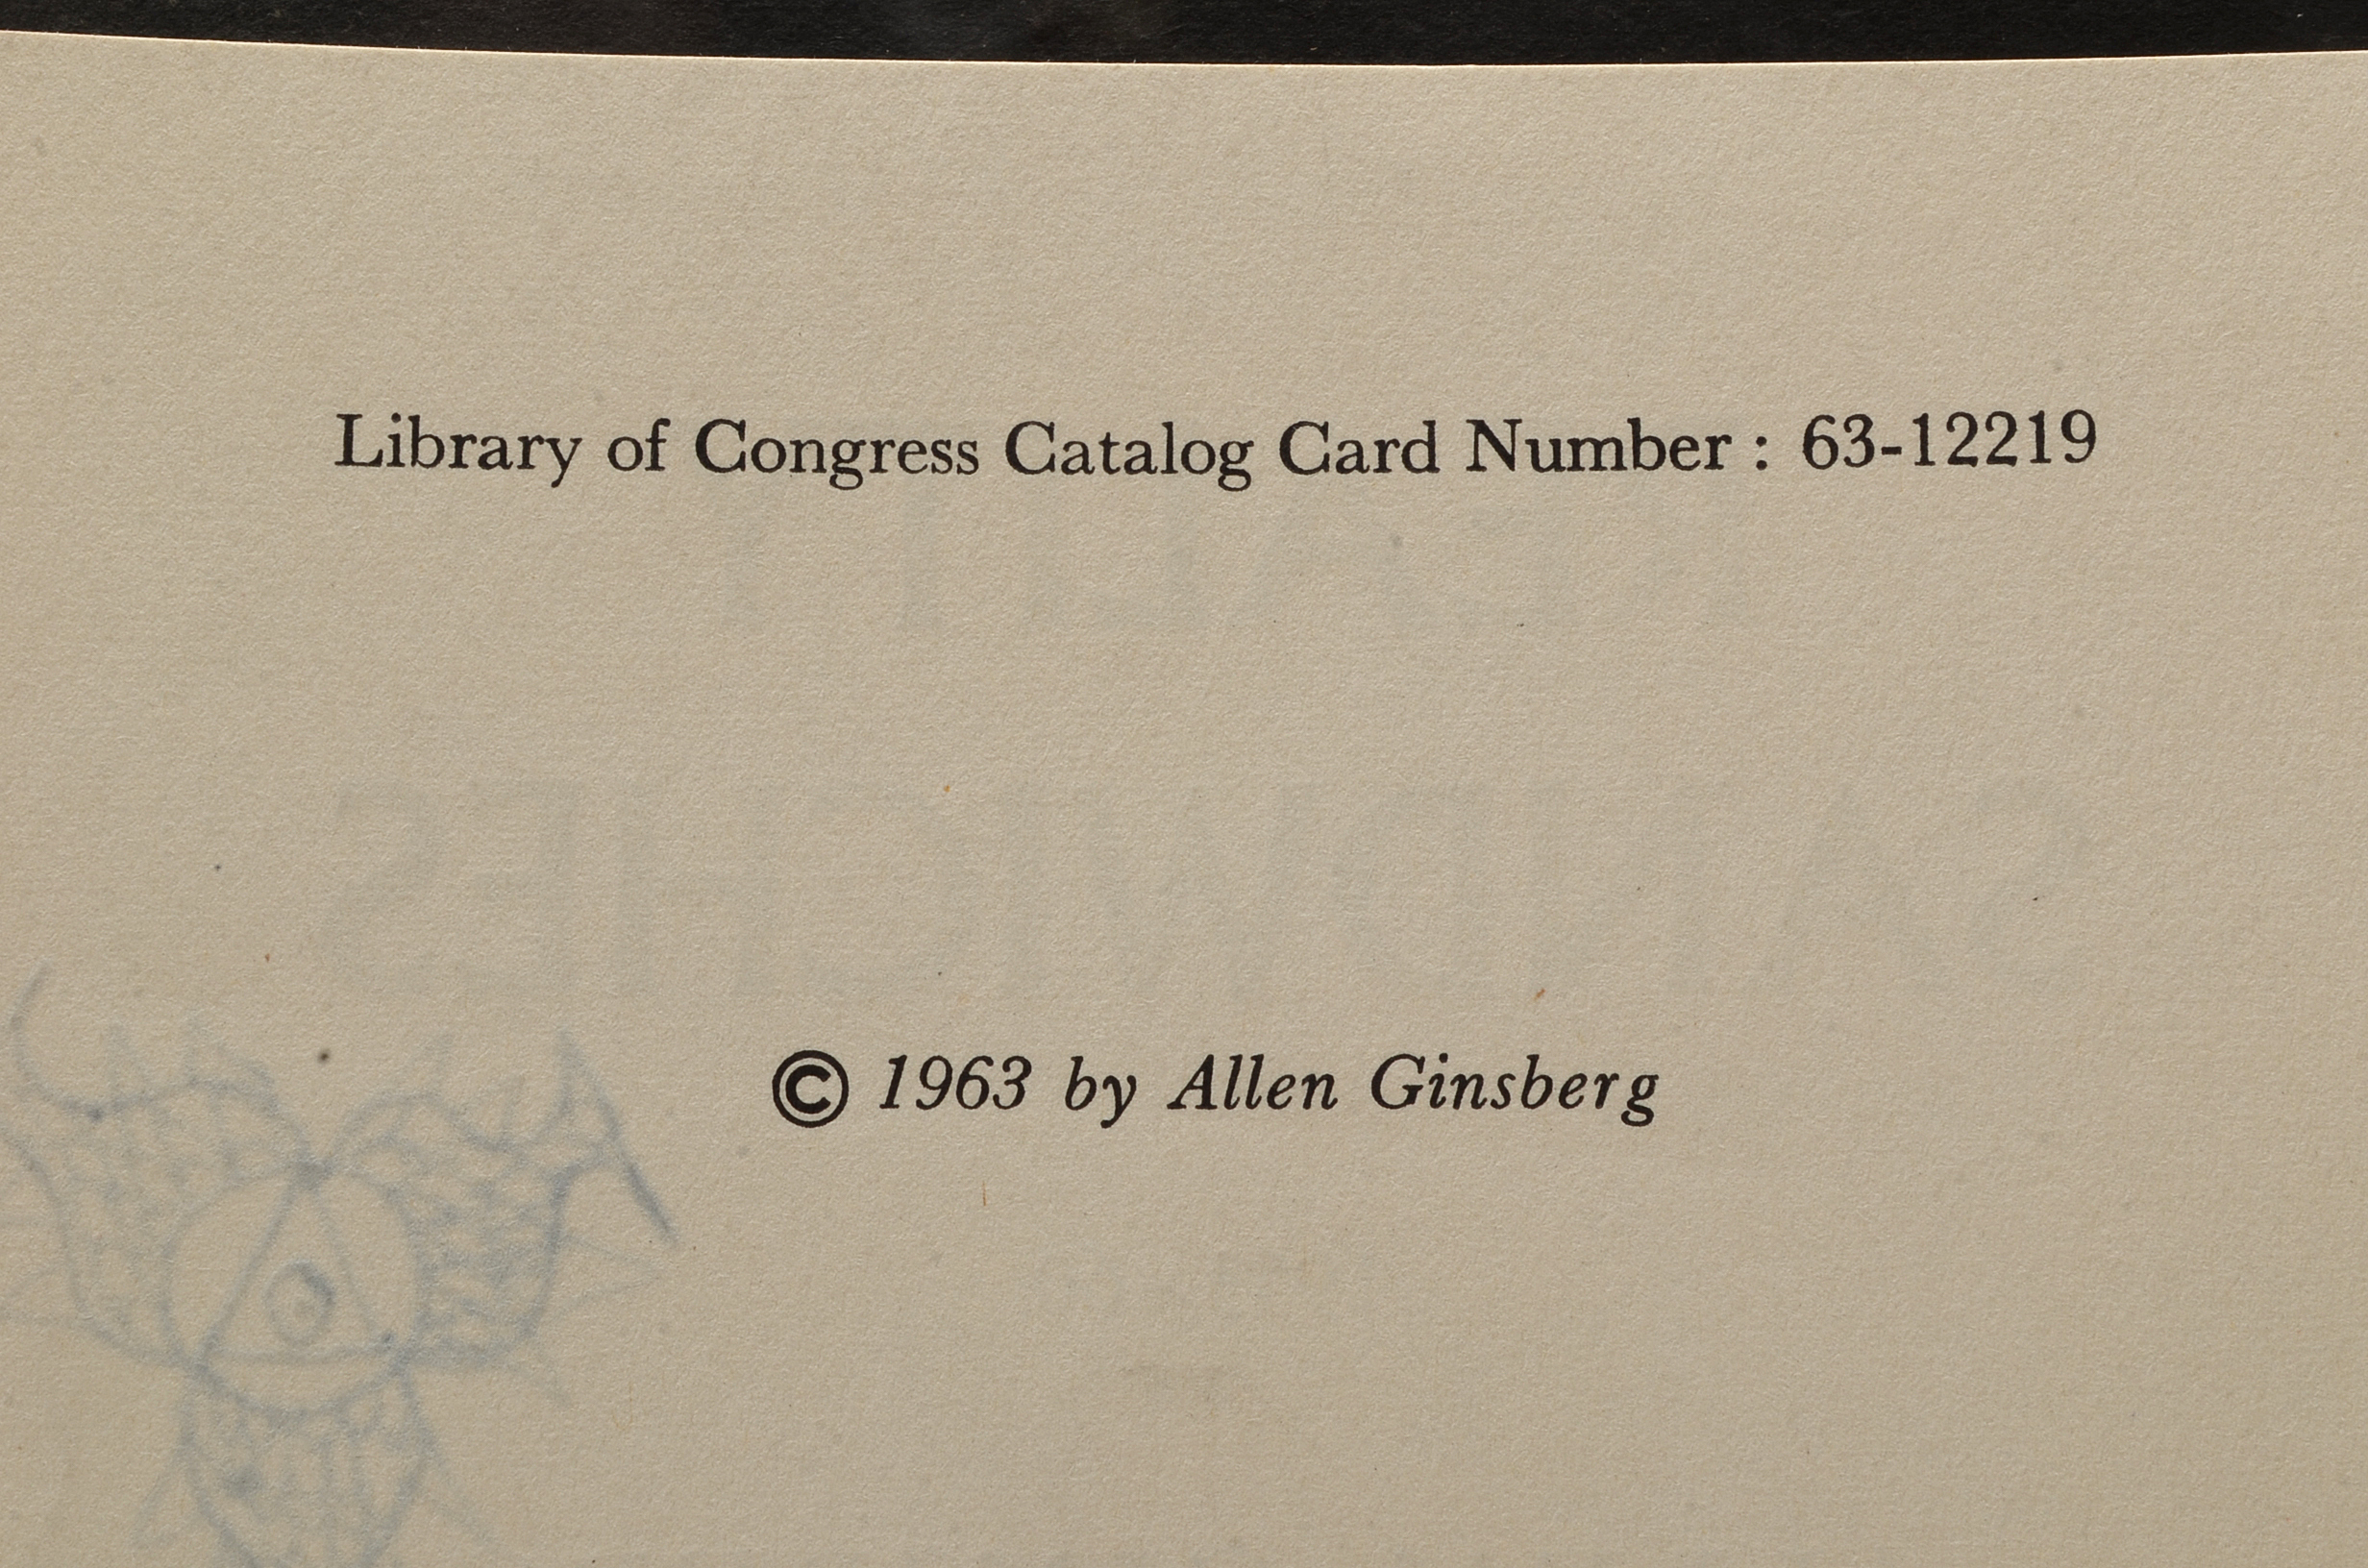 Library of Congress Catalog Card Number : 63-12219
© 1963 by Allen Ginsberg